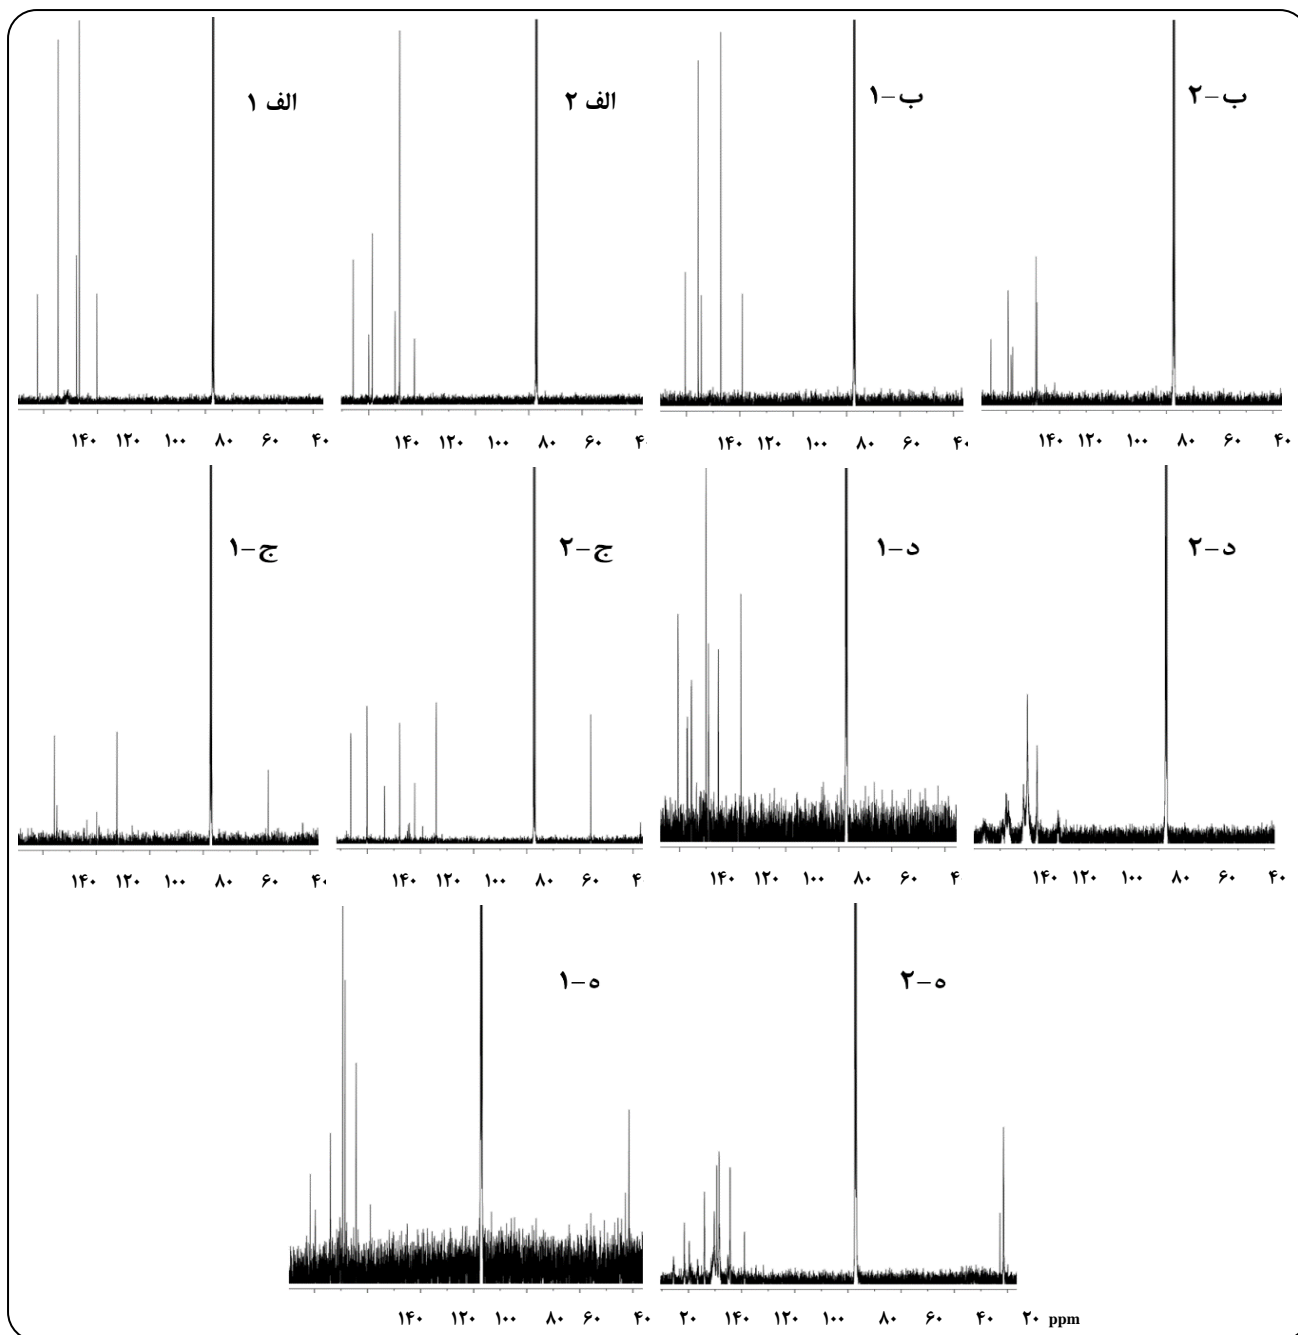 الف ۱
الف ۲
ب-۱
ب-۲
۱۴۰ ۱۲۰ ۱۰۰ ۸۰ ۶۰ ۴۰
۱۴۰ ۱۲۰ ۱۰۰ ۸۰ ۶۰ ۴۰
۱۴۰ ۱۲۰ ۱۰۰ ۸۰ ۶۰ ۴۰
۱۴۰ ۱۲۰ ۱۰۰ ۸۰ ۶۰ ۴۰
ج-۱
ج-۲
د-۱
د-۲
۱۴۰ ۱۲۰ ۱۰۰ ۸۰ ۶۰ ۴۰
۱۴۰ ۱۲۰ ۱۰۰ ۸۰ ۶۰ ۴
۱۴۰ ۱۲۰ ۱۰۰ ۸۰ ۶۰ ۴
۱۴۰ ۱۲۰ ۱۰۰ ۸۰ ۶۰ ۴۰
ه-۱
ه-۲
۱۴۰ ۱۲۰ ۱۰۰ ۸۰ ۶۰ ۴۰ ۲۰
۱۴۰ ۱۲۰ ۱۰۰ ۸۰ ۶۰ ۴۰ ۲۰ ppm